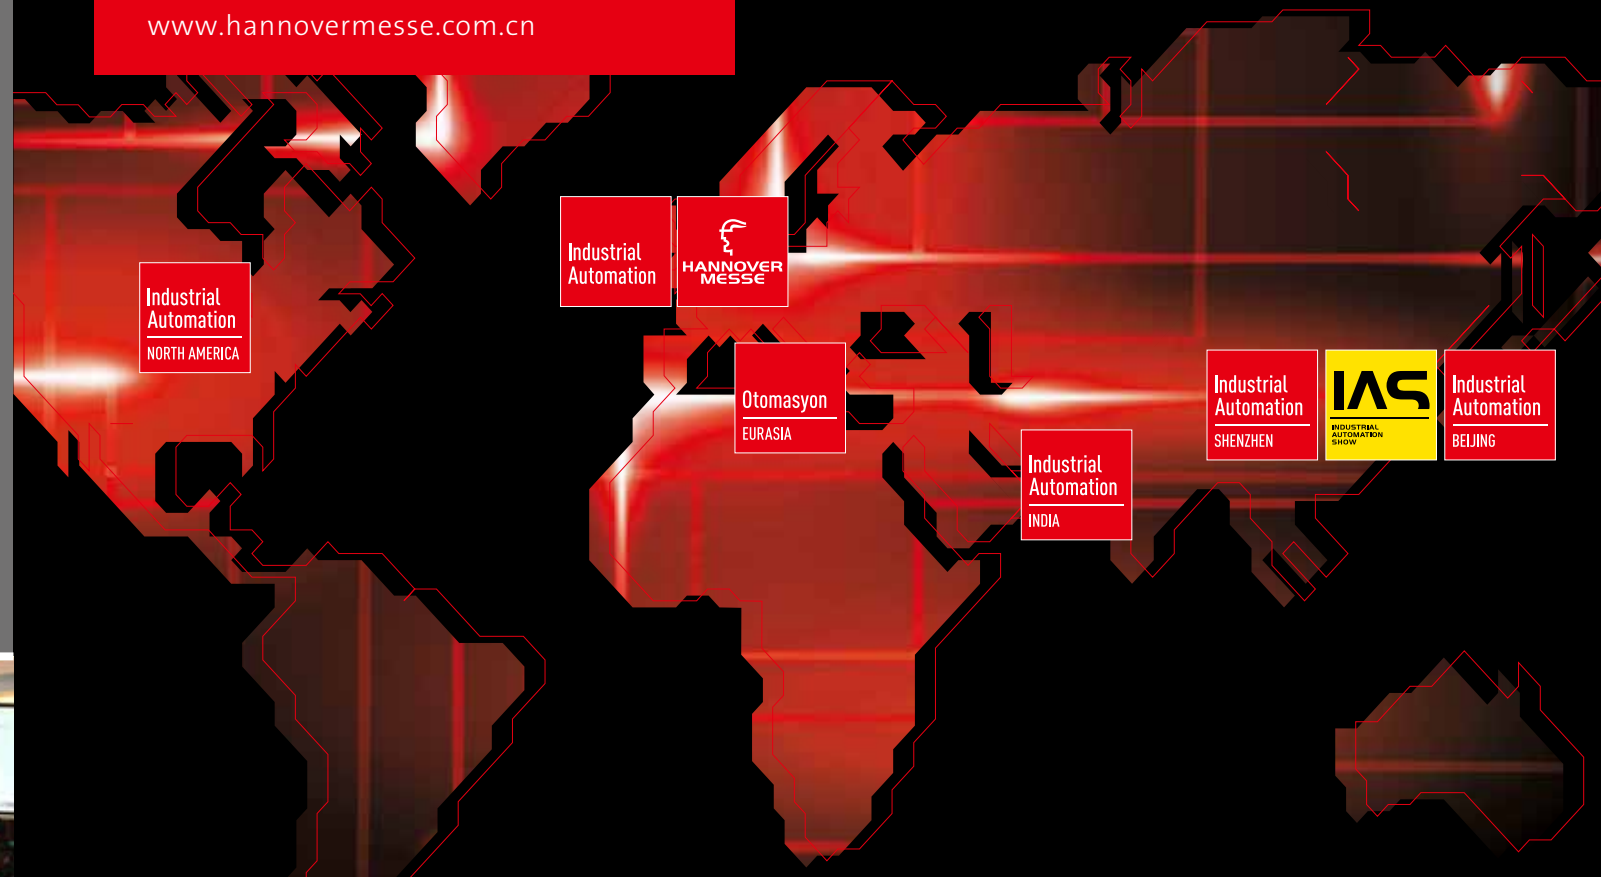 www.hannovermesse.com.cn
Industrial
Automation
HANNOVER
MESSE
Industrial
Automation
NORTH AMERICA
Otomasyon
EURASIA
Industrial
Automation
SHENZHEN
IAS
INDUSTRIAL
AUTOMATION
SHOW
Industrial
Automation
BEIJING
Industrial
Automation
INDIA